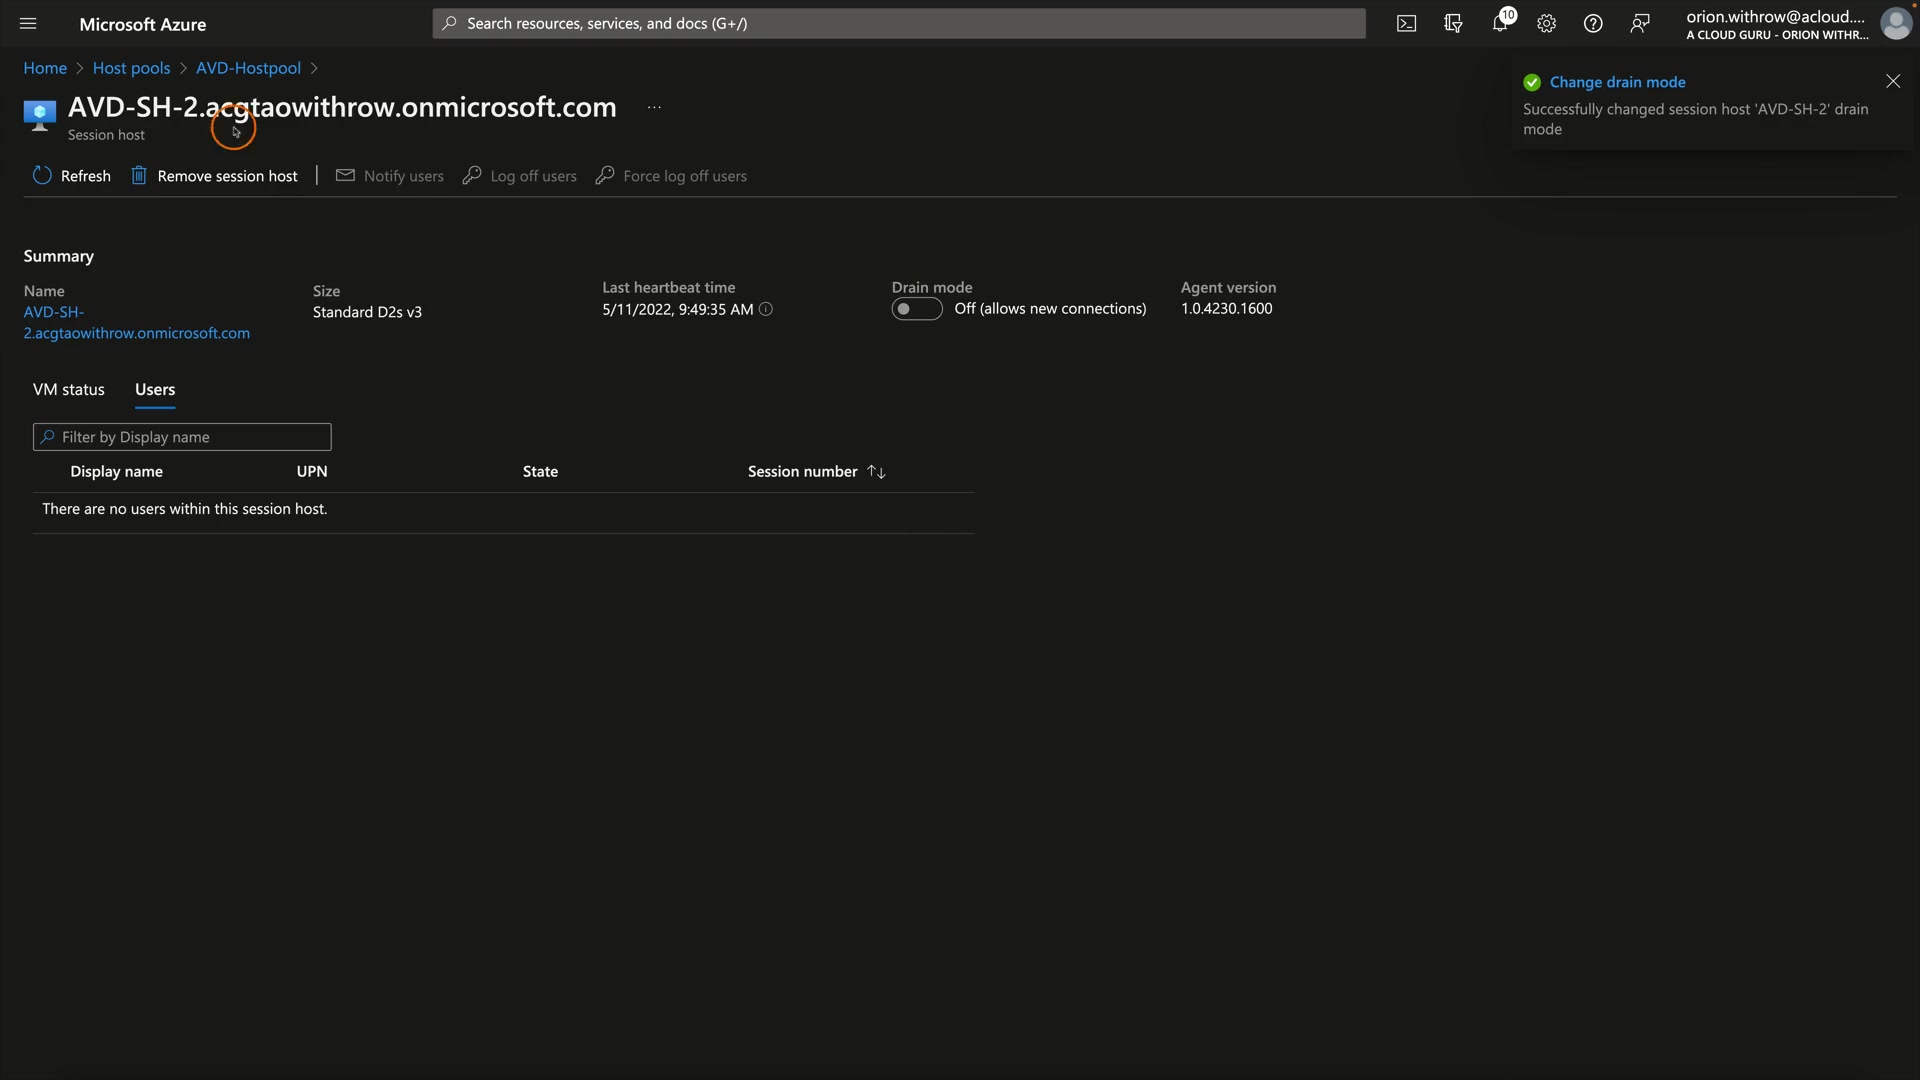 Microsoft Azure
Search resources, services, and docs (G+/)
10
orion.withrow@acloud....
A CLOUD GURU - ORION WITHR...
Home > Host pools > AVD-Hostpool >
AVD-SH-2.acgtaowithrow.onmicrosoft.com ...
Session host
Change drain mode
Successfully changed session host 'AVD-SH-2' drain
mode
Refresh Remove session host Notify users Log off users Force log off users
Summary
Name
AVD-SH-
2.acgtaowithrow.onmicrosoft.com
Size
Standard D2s v3
Last heartbeat time
5/11/2022, 9:49:35 AM
Drain mode
Off (allows new connections)
Agent version
1.0.4230.1600
VM status Users
Filter by Display name
Display name UPN State Session number
There are no users within this session host.